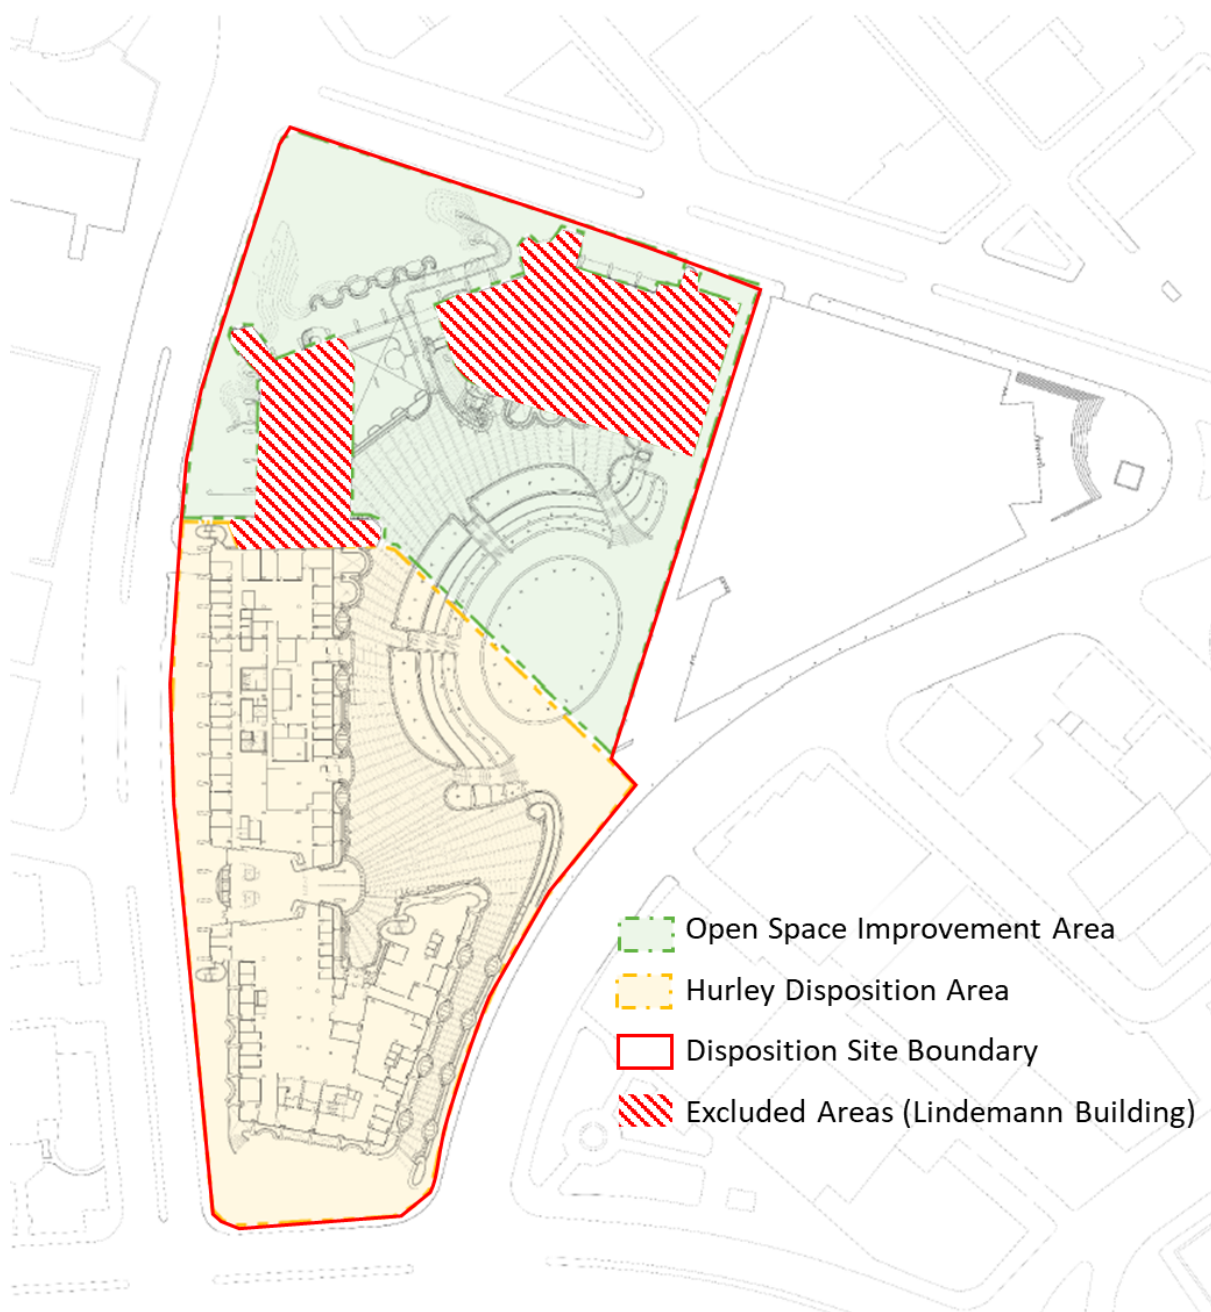 Open Space Improvement Area
Hurley Disposition Area
Disposition Site Boundary
Excluded Areas (Lindemann Building)